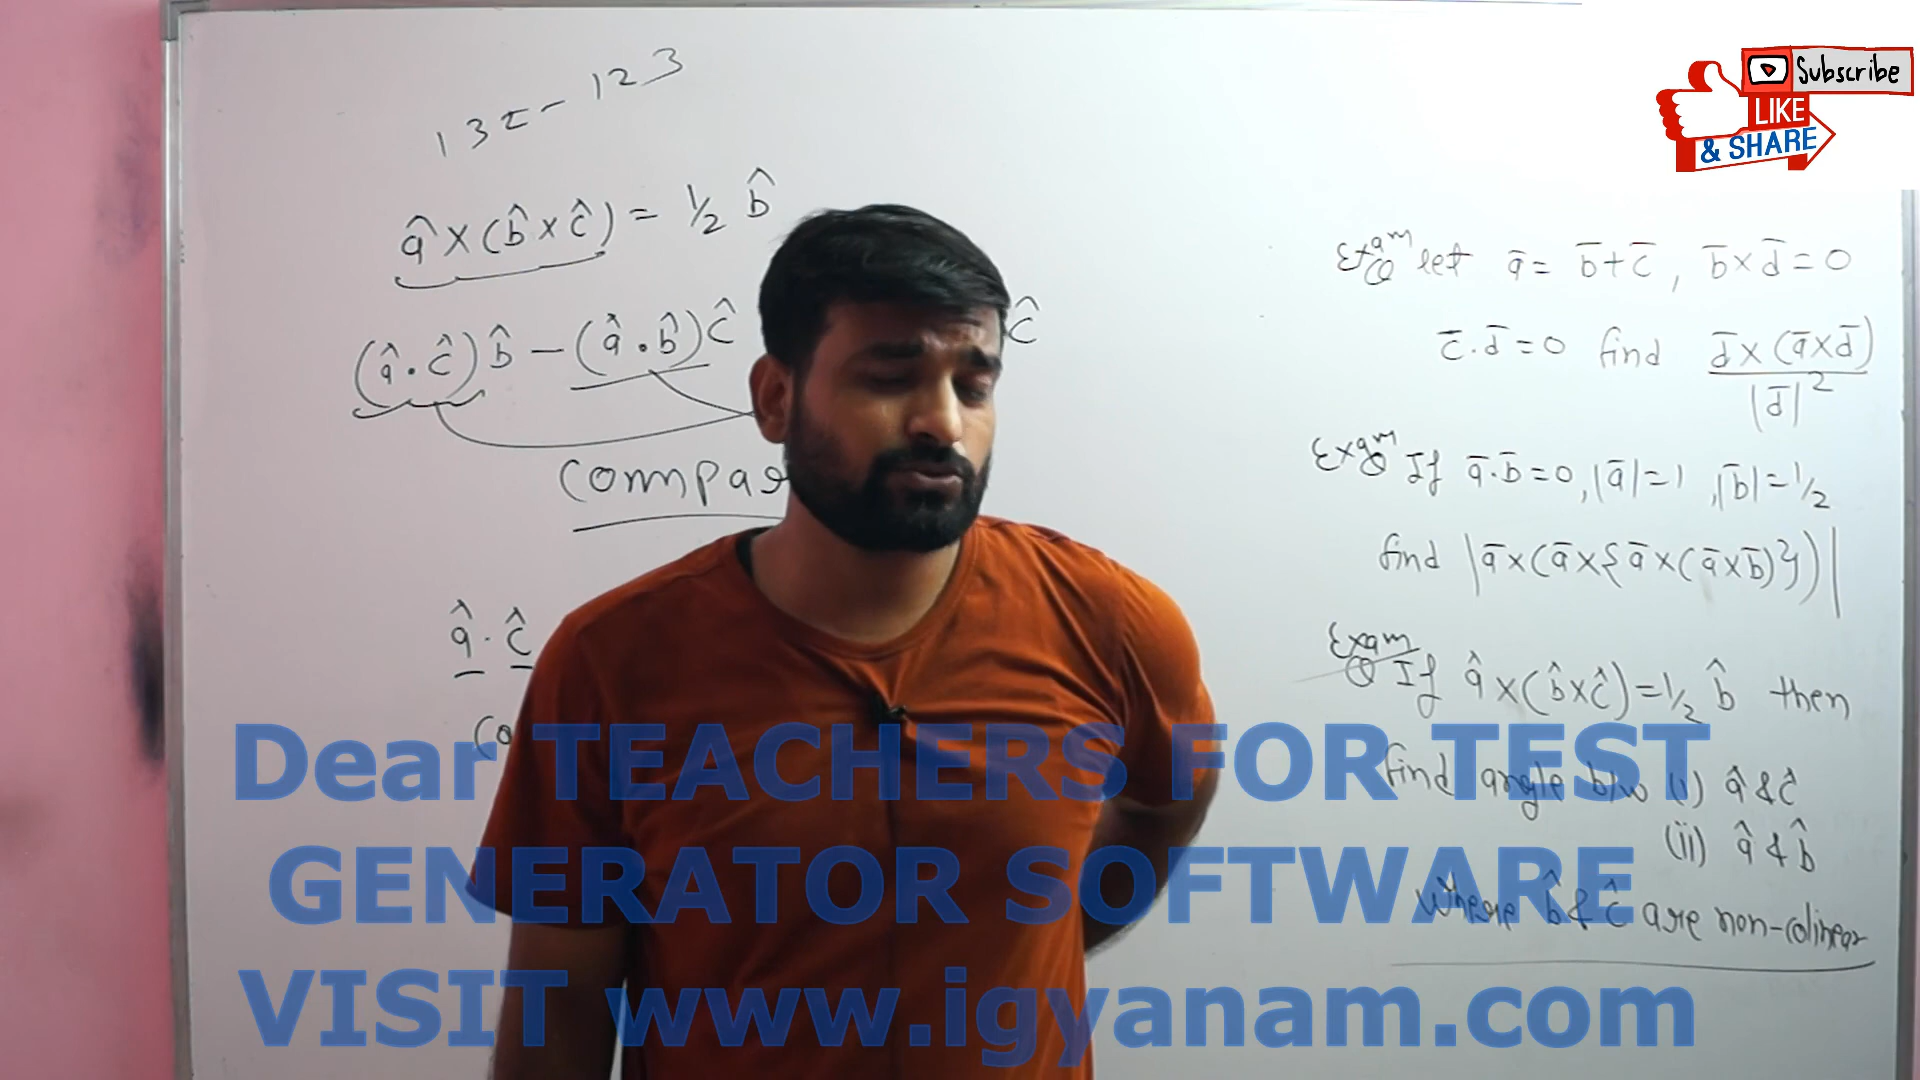 135-123
â×(b̂×ĉ) = 1/2 b̂
(â·ĉ)b̂ - (â·b̂)ĉ
ĉ
â·ĉ
Subscribe
LIKE
& SHARE
Exam
Q let a̅ = b̅+c̅, b̅×d̅=0
c̅.d̅=0 find d̅×(a̅×d̅)
|d̅|²
Exam
Q If a̅.b̅=0, |a̅|=1, |b̅|=1/2
find |a̅×(a̅×{a̅×(a̅×b̅)})|
Exam
Q If â×(b̂×ĉ)=1/2 b̂ then
find angle b/w (i) â & ĉ
(ii) â & b̂
where b̂ & ĉ are non-colinear
Dear TEACHERS FOR TEST
GENERATOR SOFTWARE
VISIT www.igyanam.com